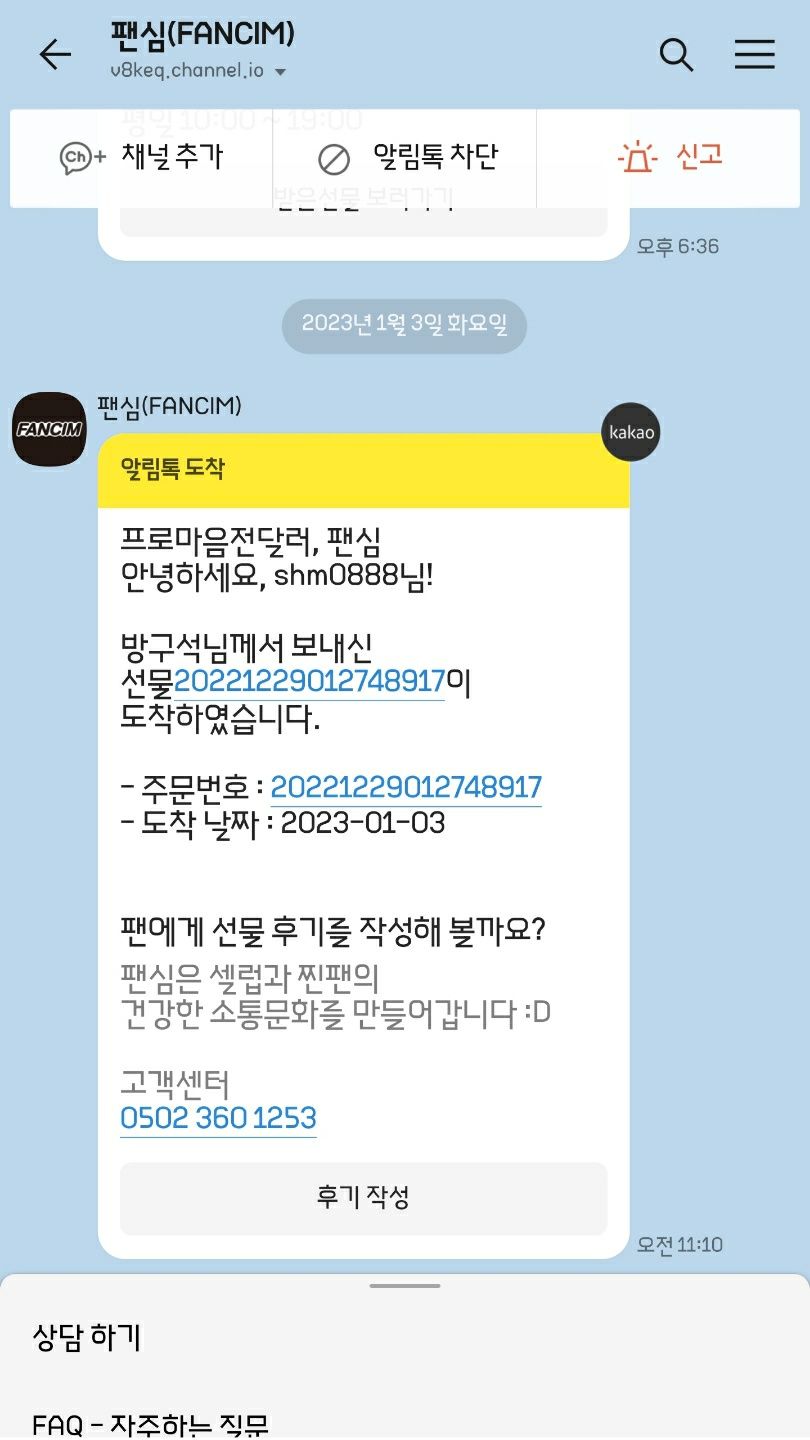 팬심(FANCIM)
v8keq.channel.io
평일 10:00 ~ 19:00
Ch+ 채널 추가
알림톡 차단
신고
받은선물 보러가기
오후 6:36
2023년 1월 3일 화요일
FANCIM
팬심(FANCIM)
kakao
알림톡 도착
프로마음전달러, 팬심
안녕하세요, shm0888님!
방구석님께서 보내신
선물20221229012748917이
도착하였습니다.
- 주문번호 : 20221229012748917
- 도착 날짜 : 2023-01-03
팬에게 선물 후기를 작성해 볼까요?
팬심은 셀럽과 찐팬의
건강한 소통문화를 만들어갑니다 :D
고객센터
0502 360 1253
후기 작성
오전 11:10
상담 하기
FAQ - 자주하는 질문